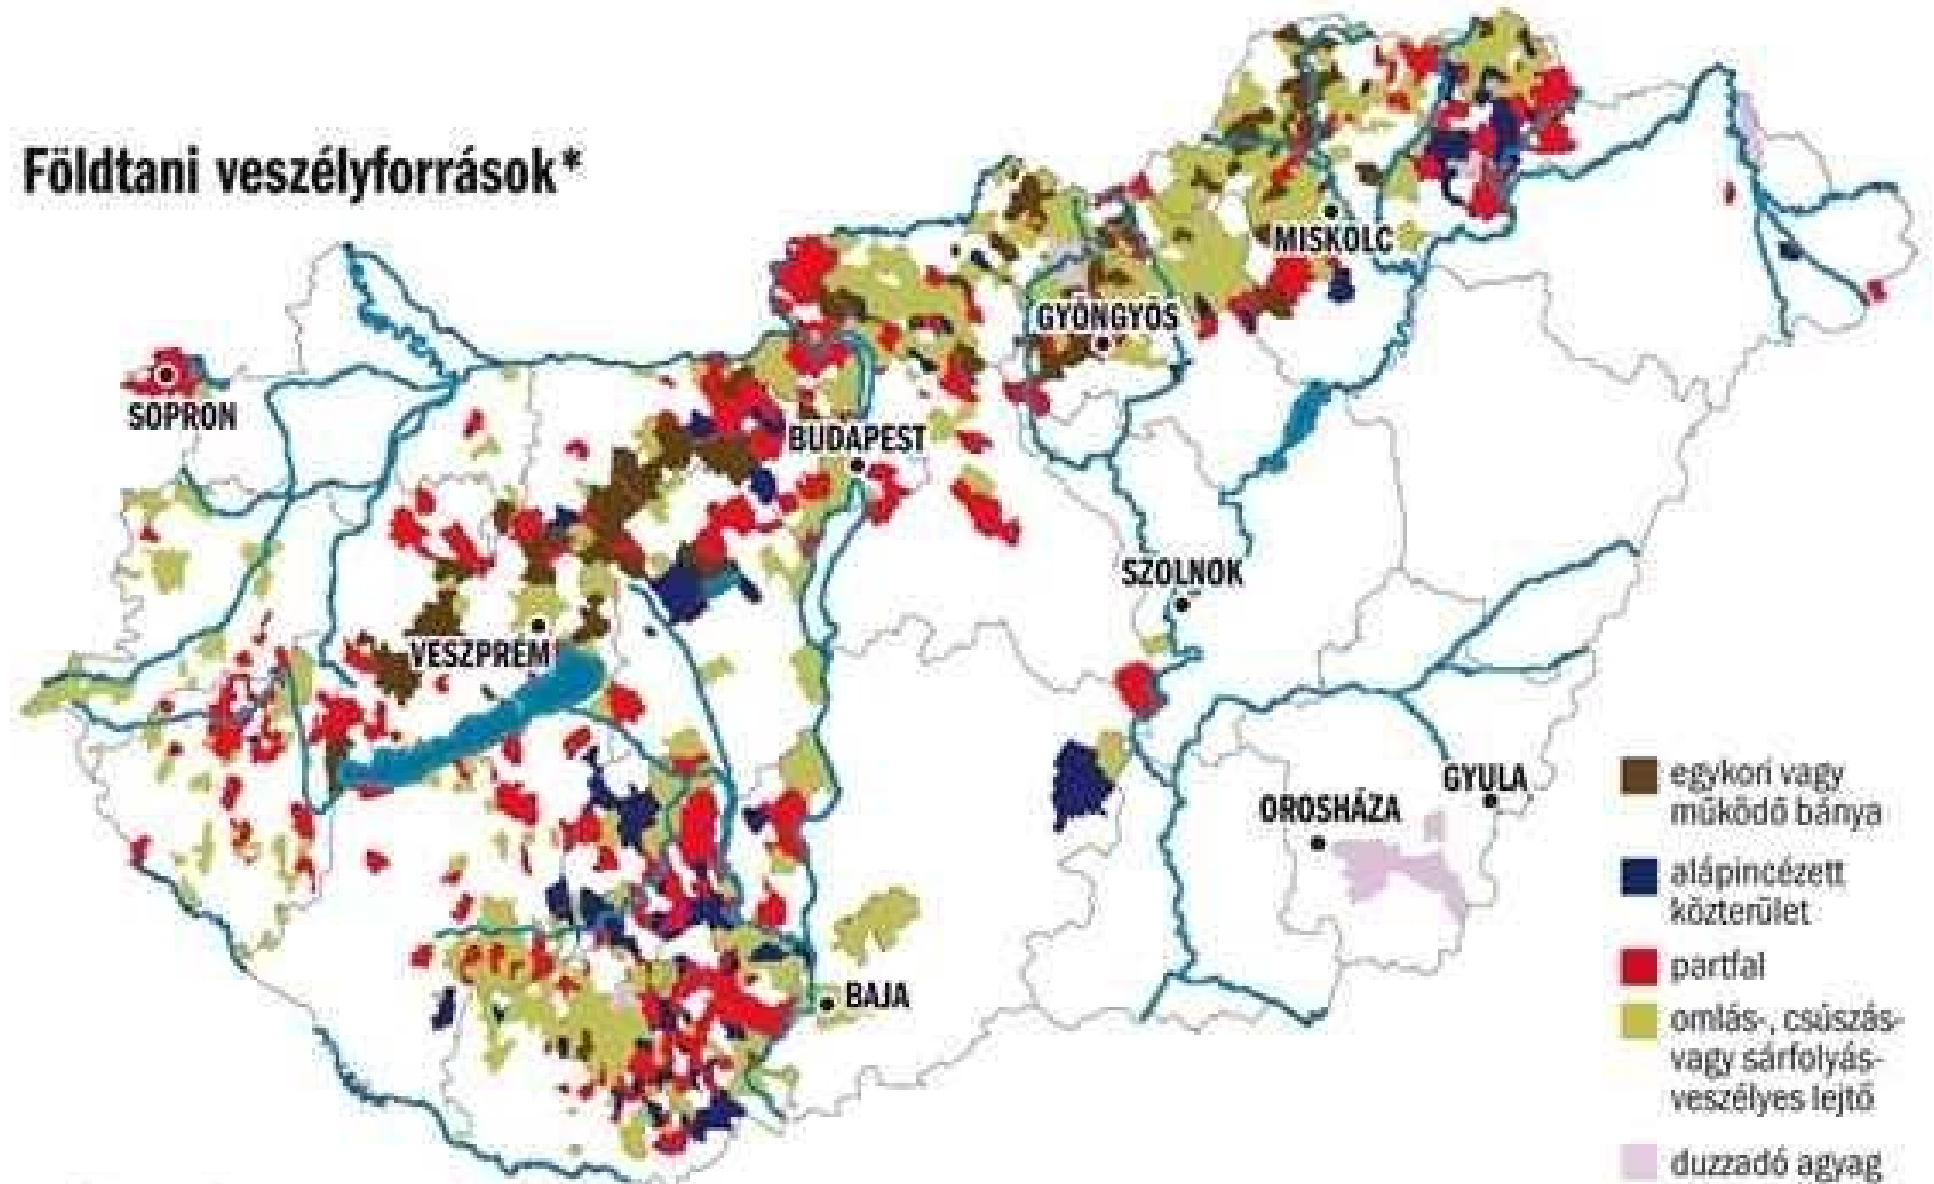 Földtani veszélyforrások*
MISKOLC
GYÖNGYÖS
SOPRON
BUDAPEST
SZOLNOK
VESZPRÉM
GYULA
OROSHÁZA
BAJA
egykori vagy
működő bánya
alápincézett
közterület
partfal
omlás-, csúszás-
vagy sárfolyás-
veszélyes lejtő
duzzadó agyag